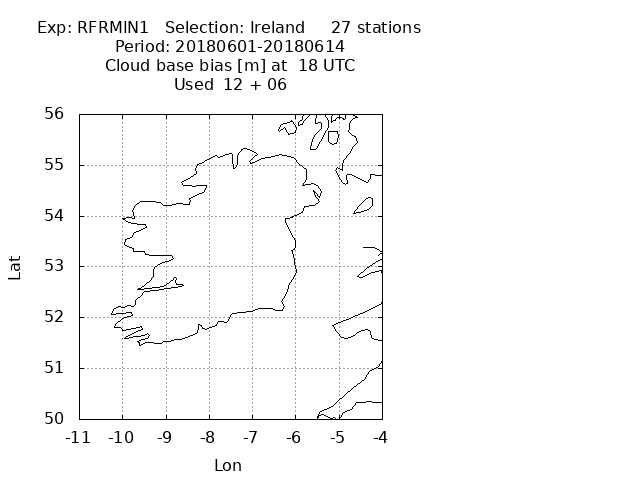 Exp: RFRMIN1   Selection: Ireland     27 stations
Period: 20180601-20180614
Cloud base bias [m] at  18 UTC
Used  12 + 06
56
55
54
53
52
51
50
Lat
-11 -10 -9 -8 -7 -6 -5 -4
Lon